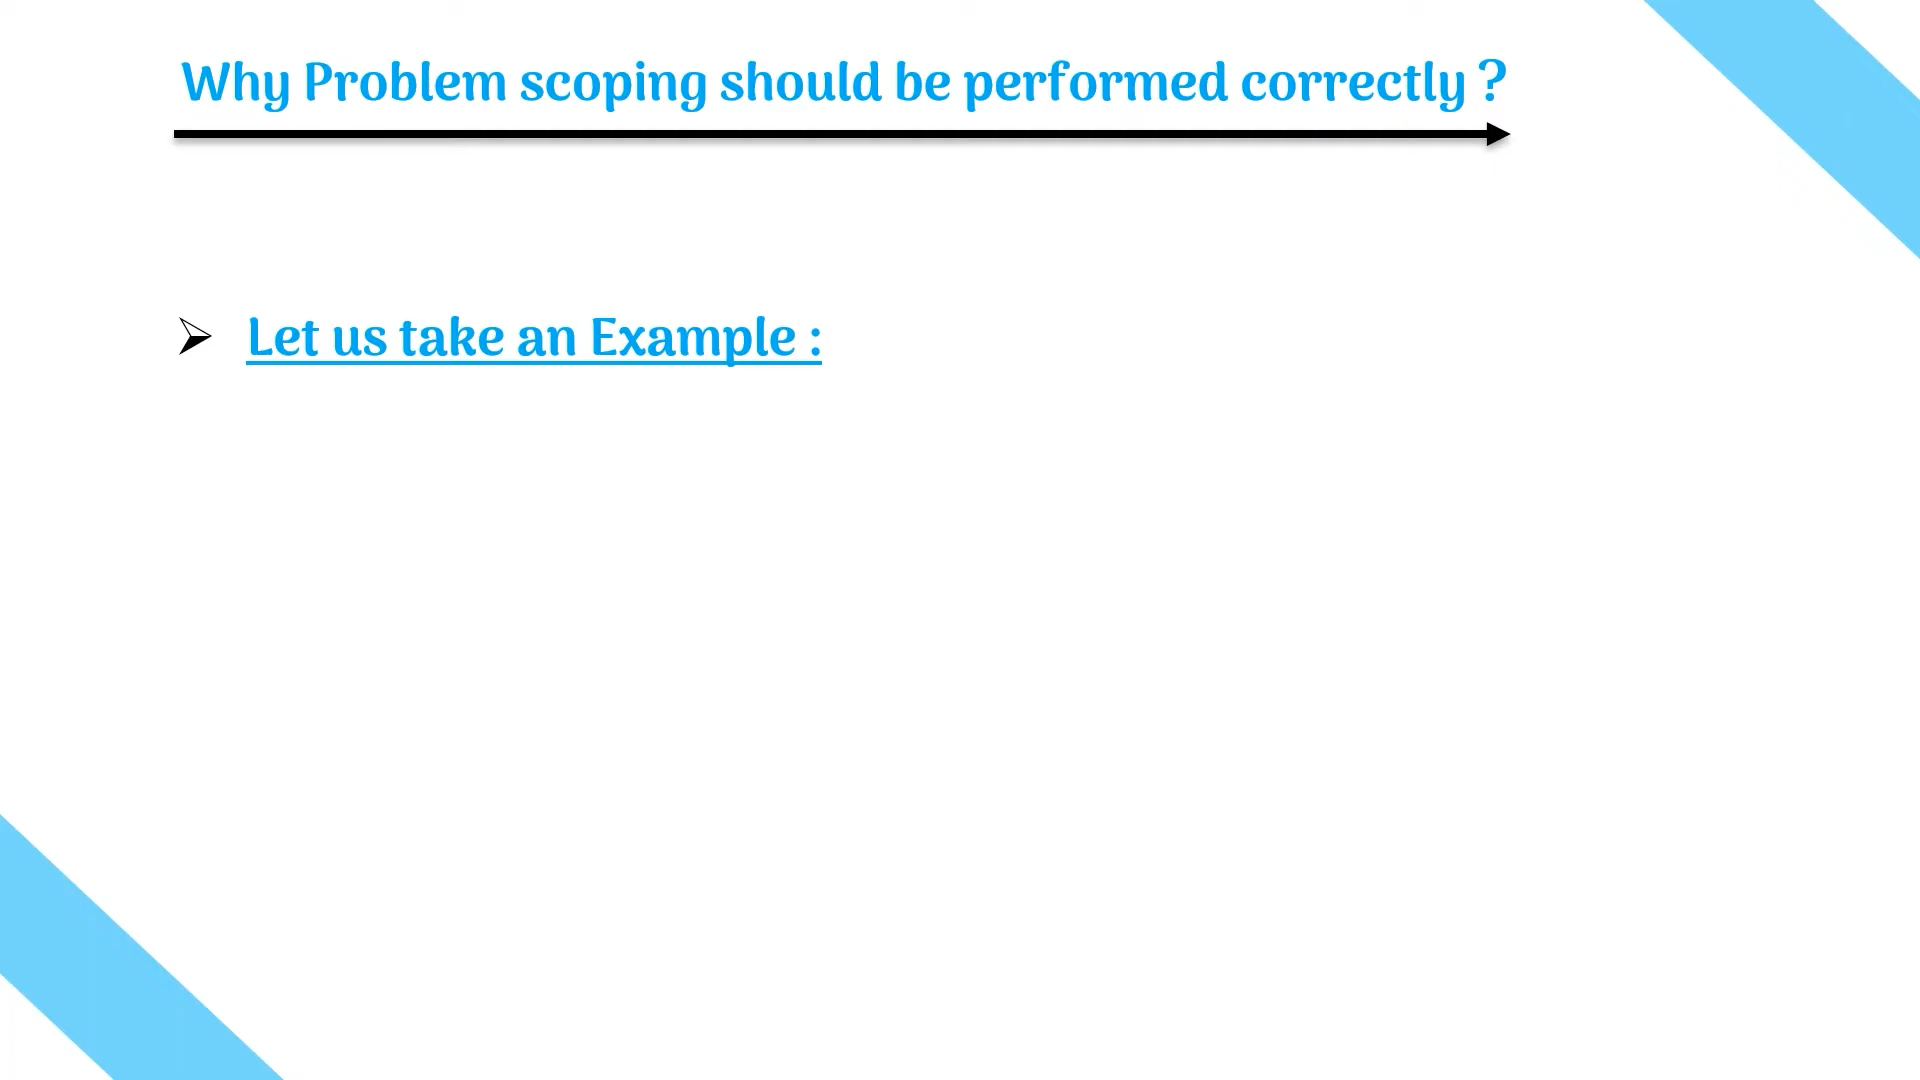 Why Problem scoping should be performed correctly ?
Let us take an Example :